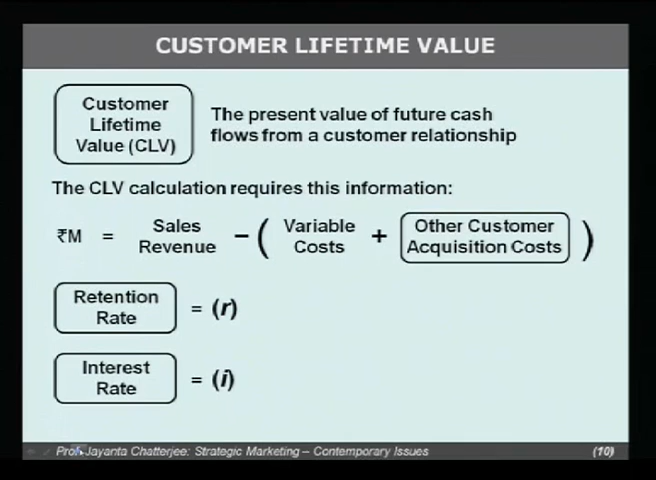 CUSTOMER LIFETIME VALUE
Customer
Lifetime
Value (CLV)
The present value of future cash
flows from a customer relationship
The CLV calculation requires this information:
₹M = Sales Revenue − ( Variable Costs + Other Customer Acquisition Costs )
Retention
Rate
= (r)
Interest
Rate
= (i)
Prof. Jayanta Chatterjee: Strategic Marketing – Contemporary Issues (10)